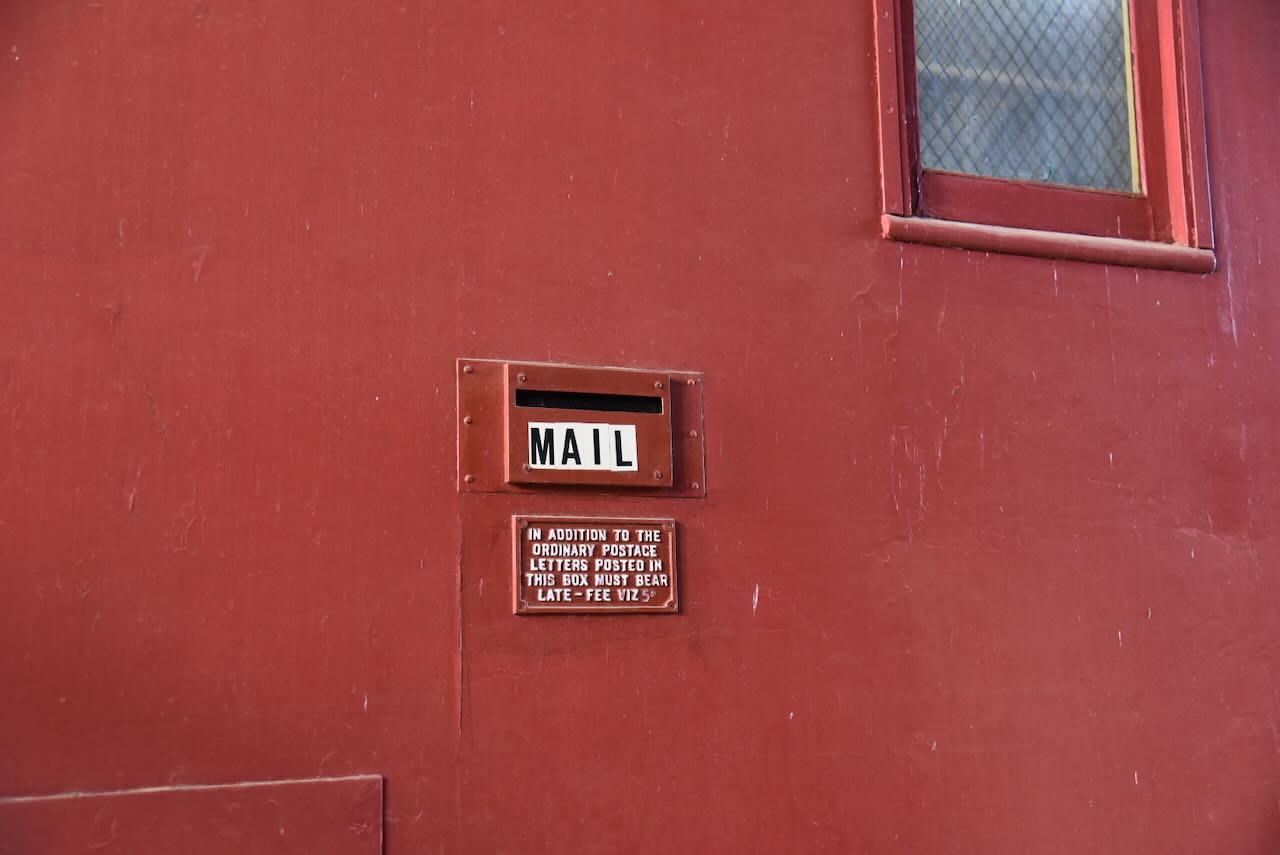 MAIL
IN ADDITION TO THE
ORDINARY POSTAGE
LETTERS POSTED IN
THIS BOX MUST BEAR
LATE-FEE VIZ 5ᴰ